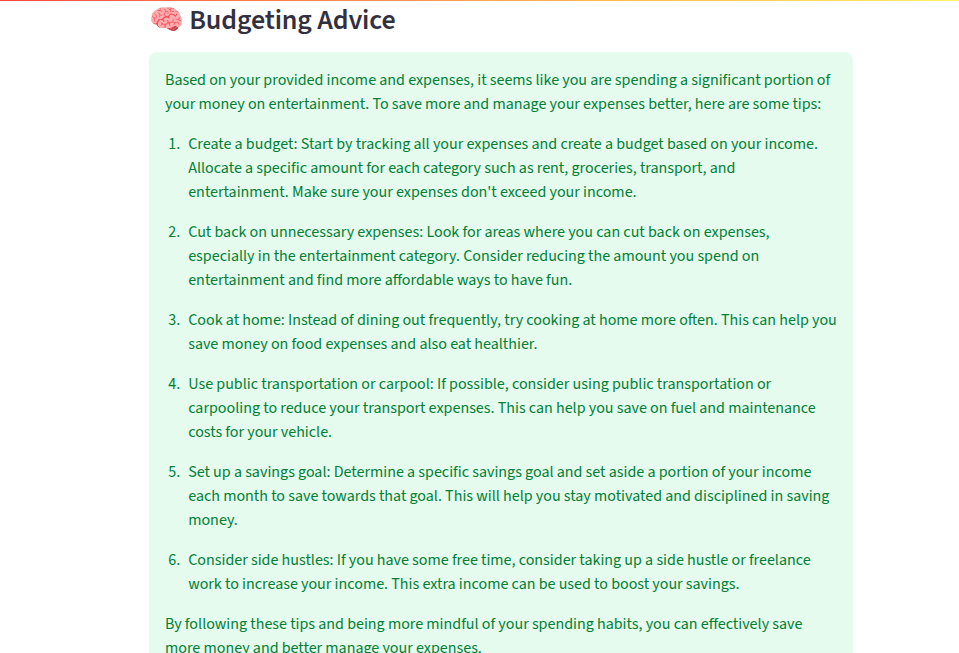 🧠 Budgeting Advice
Based on your provided income and expenses, it seems like you are spending a significant portion of
your money on entertainment. To save more and manage your expenses better, here are some tips:
1. Create a budget: Start by tracking all your expenses and create a budget based on your income.
Allocate a specific amount for each category such as rent, groceries, transport, and
entertainment. Make sure your expenses don't exceed your income.
2. Cut back on unnecessary expenses: Look for areas where you can cut back on expenses,
especially in the entertainment category. Consider reducing the amount you spend on
entertainment and find more affordable ways to have fun.
3. Cook at home: Instead of dining out frequently, try cooking at home more often. This can help you
save money on food expenses and also eat healthier.
4. Use public transportation or carpool: If possible, consider using public transportation or
carpooling to reduce your transport expenses. This can help you save on fuel and maintenance
costs for your vehicle.
5. Set up a savings goal: Determine a specific savings goal and set aside a portion of your income
each month to save towards that goal. This will help you stay motivated and disciplined in saving
money.
6. Consider side hustles: If you have some free time, consider taking up a side hustle or freelance
work to increase your income. This extra income can be used to boost your savings.
By following these tips and being more mindful of your spending habits, you can effectively save
more money and better manage your expenses.